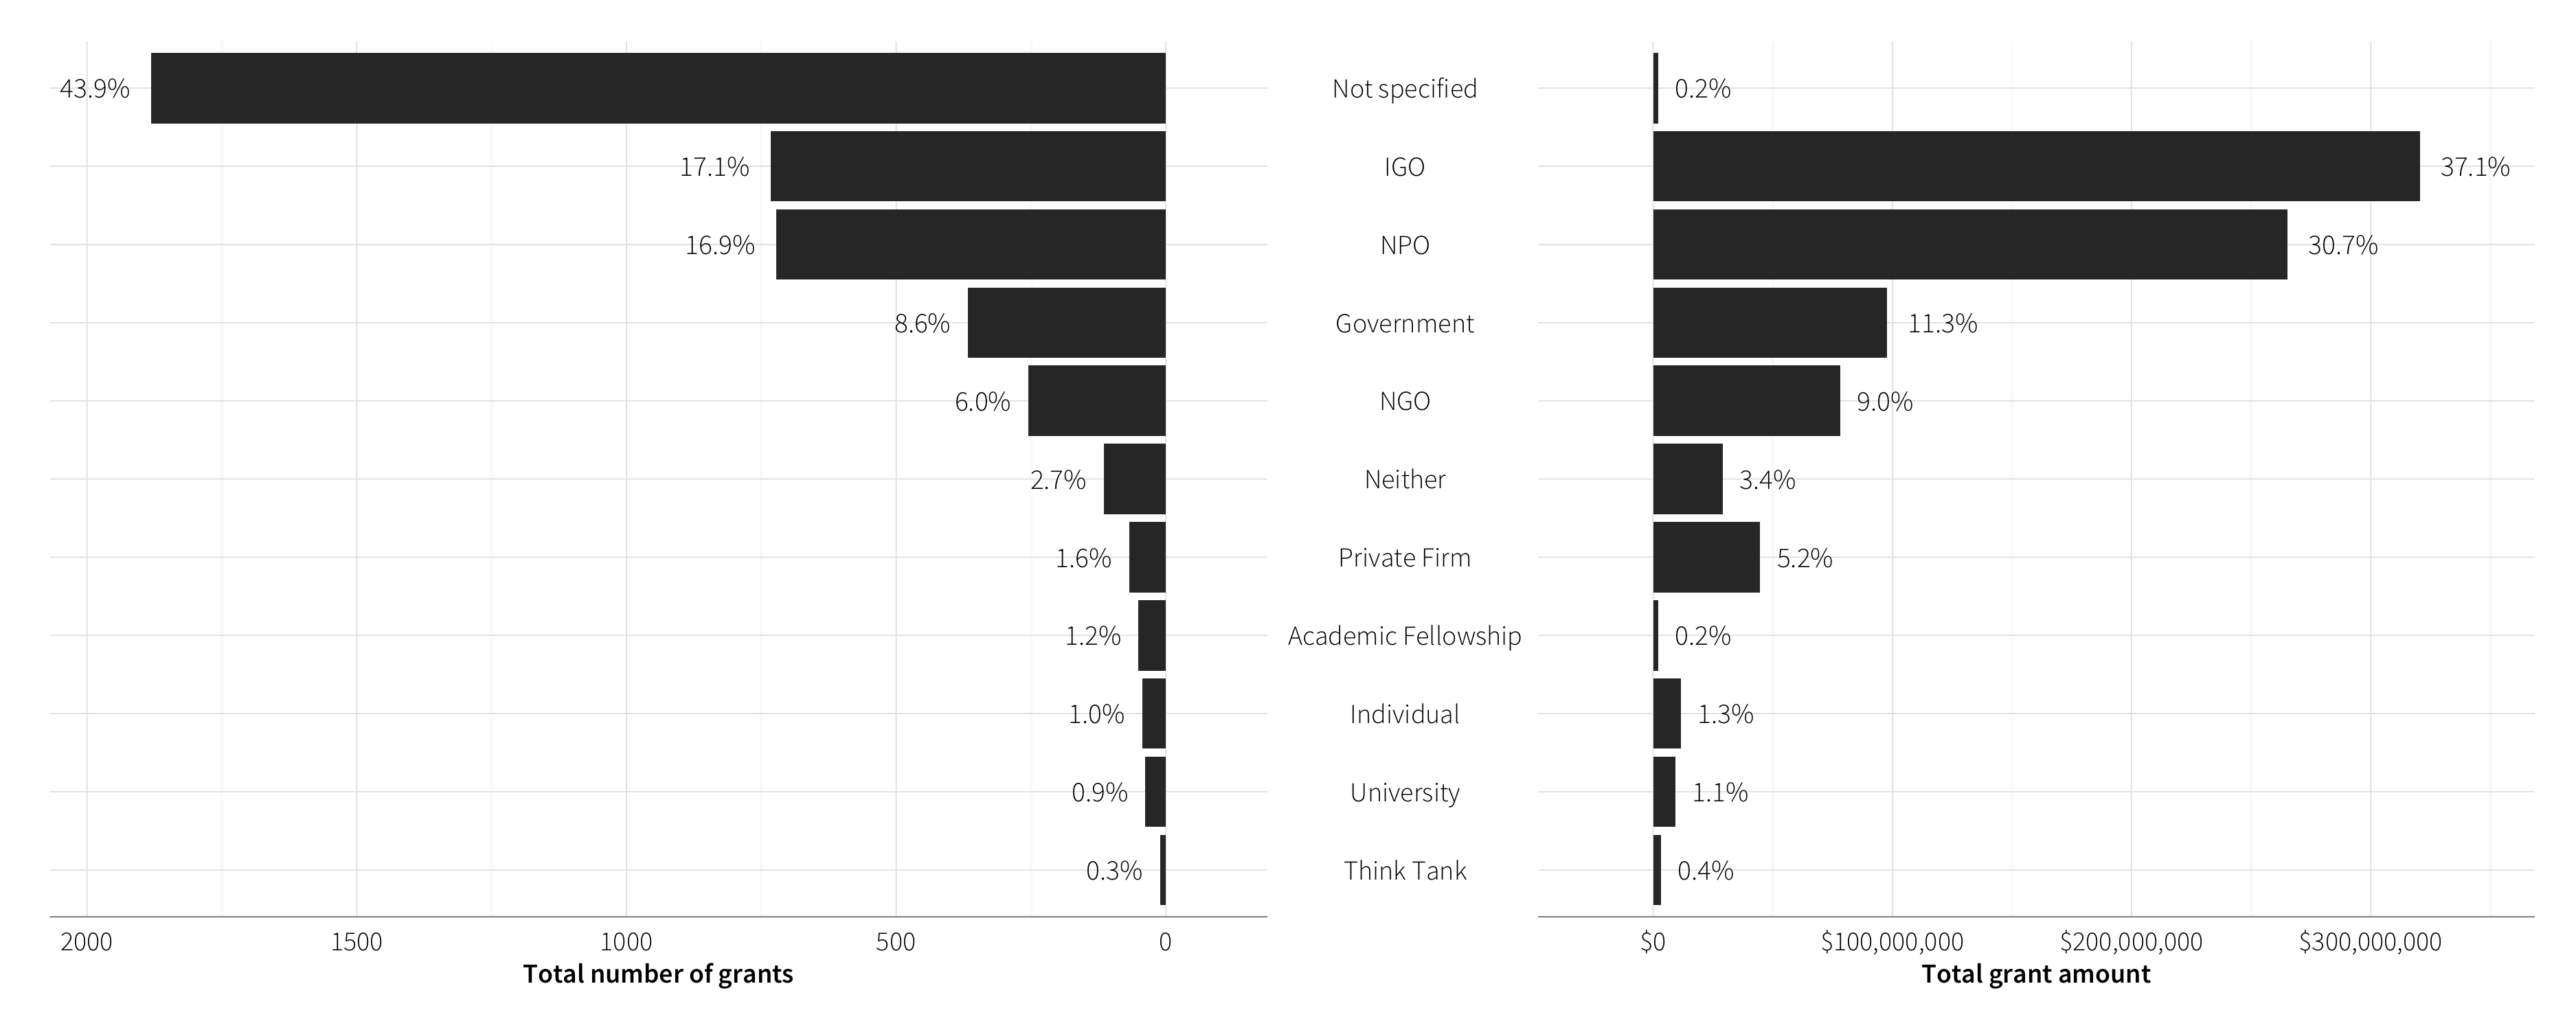 43.9% Not specified 0.2%
17.1% IGO 37.1%
16.9% NPO 30.7%
8.6% Government 11.3%
6.0% NGO 9.0%
2.7% Neither 3.4%
1.6% Private Firm 5.2%
1.2% Academic Fellowship 0.2%
1.0% Individual 1.3%
0.9% University 1.1%
0.3% Think Tank 0.4%
2000 1500 1000 500 0 $0 $100,000,000 $200,000,000 $300,000,000
Total number of grants Total grant amount